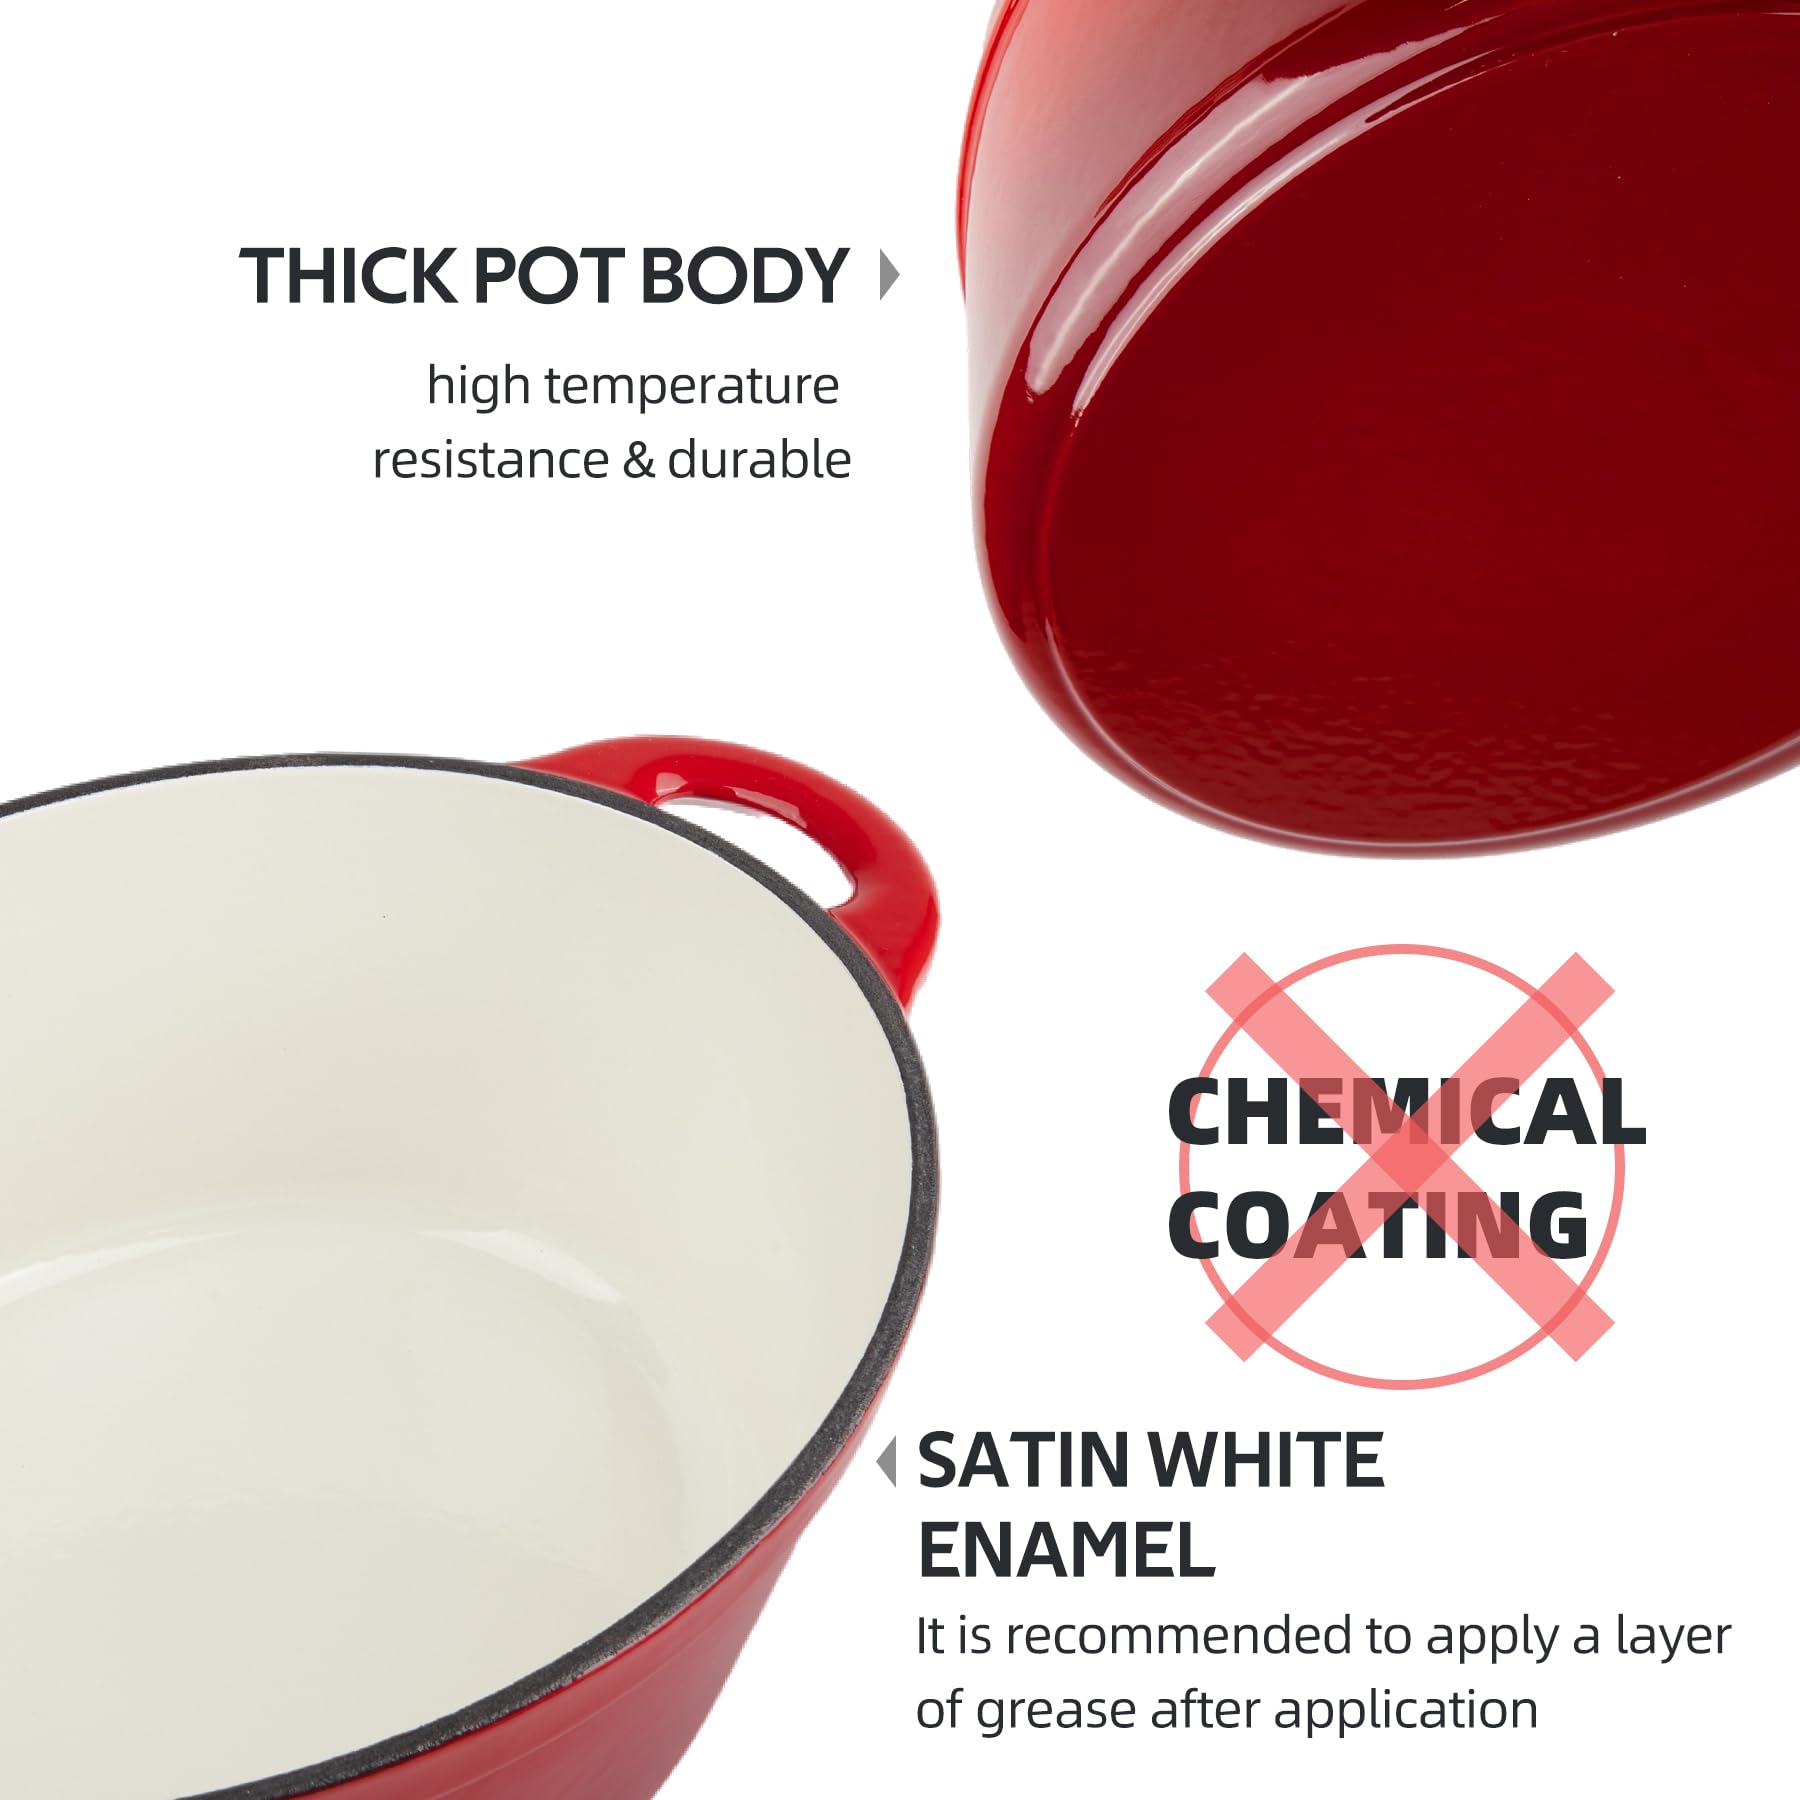 THICK POT BODY
high temperature
resistance & durable
CHEMICAL
COATING
SATIN WHITE
ENAMEL
It is recommended to apply a layer
of grease after application